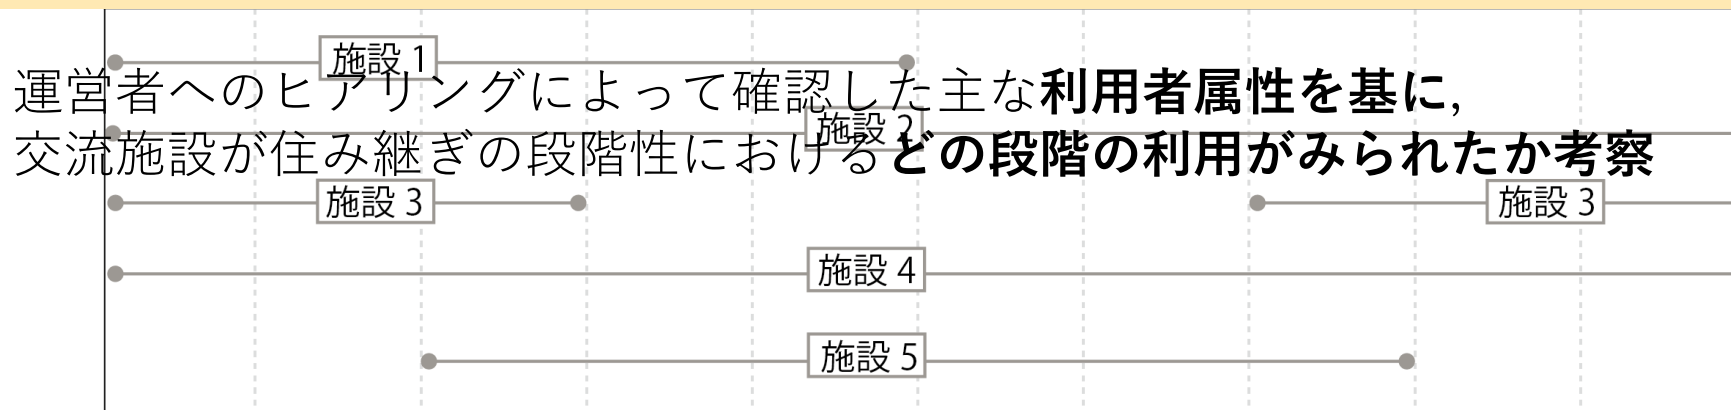 施設 1
運営者へのヒアリングによって確認した主な利用者属性を基に,
施設 2
交流施設が住み継ぎの段階性におけるどの段階の利用がみられたか考察
施設 3
施設 3
施設 4
施設 5